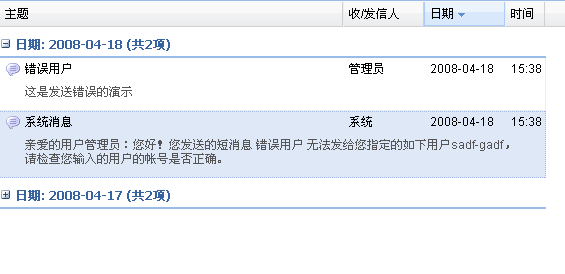 主题 收/发信人 日期 时间
日期: 2008-04-18 (共2项)
错误用户 管理员 2008-04-18 15:38
这是发送错误的演示
系统消息 系统 2008-04-18 15:38
亲爱的用户管理员：您好！您发送的短消息 错误用户 无法发给您指定的如下用户sadf-gadf，
请检查您输入的用户的帐号是否正确。
日期: 2008-04-17 (共2项)